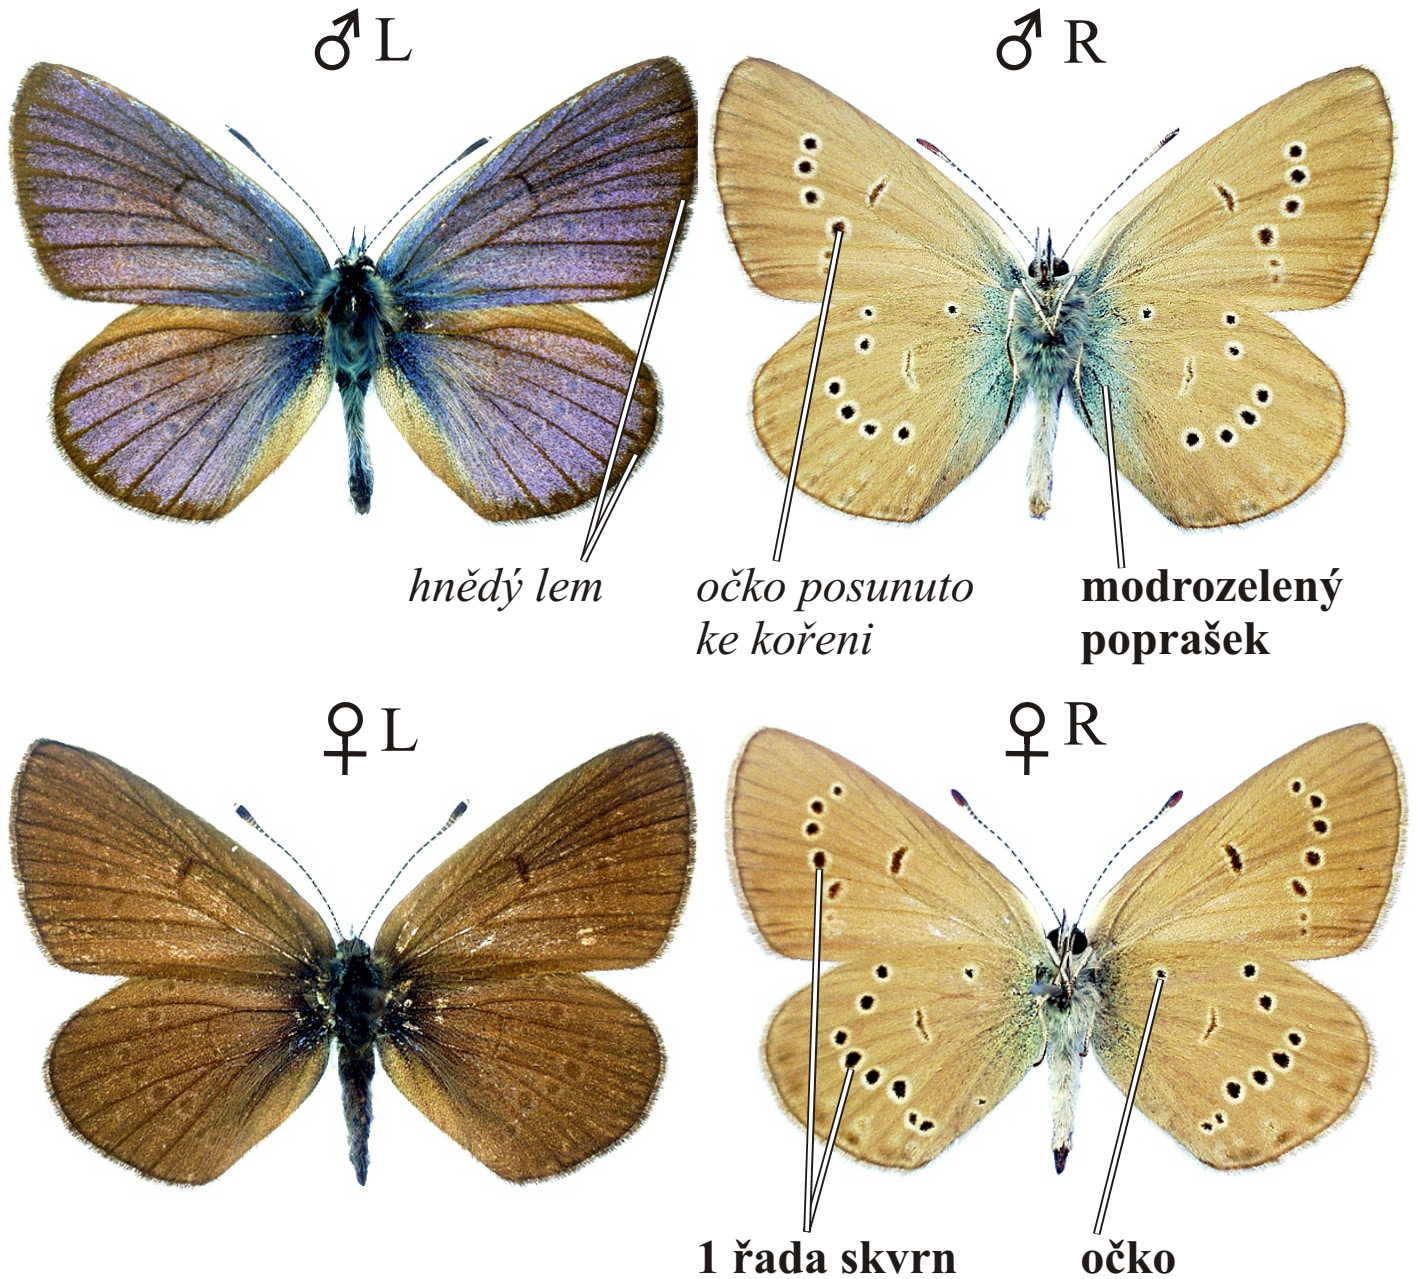 ♂ L
♂ R
hnědý lem
očko posunuto
ke kořeni
modrozelený
poprašek
♀ L
♀ R
1 řada skvrn
očko